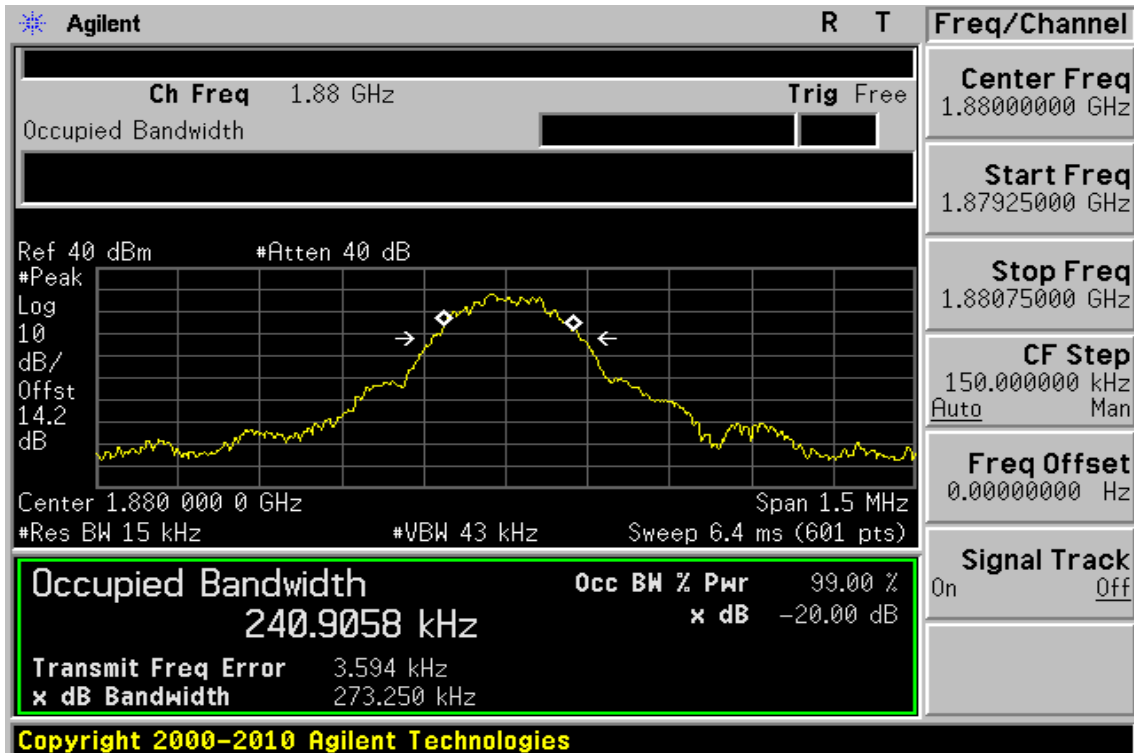 Agilent R T Freq/Channel
Ch Freq 1.88 GHz Trig Free
Occupied Bandwidth
Center Freq
1.88000000 GHz
Start Freq
1.87925000 GHz
Stop Freq
1.88075000 GHz
CF Step
150.000000 kHz
Auto Man
Freq Offset
0.00000000 Hz
Signal Track
On Off
Ref 40 dBm #Atten 40 dB
#Peak
Log
10
dB/
Offst
14.2
dB
Center 1.880 000 0 GHz Span 1.5 MHz
#Res BW 15 kHz #VBW 43 kHz Sweep 6.4 ms (601 pts)
Occupied Bandwidth Occ BW % Pwr 99.00 %
240.9058 kHz x dB -20.00 dB
Transmit Freq Error 3.594 kHz
x dB Bandwidth 273.250 kHz
Copyright 2000-2010 Agilent Technologies